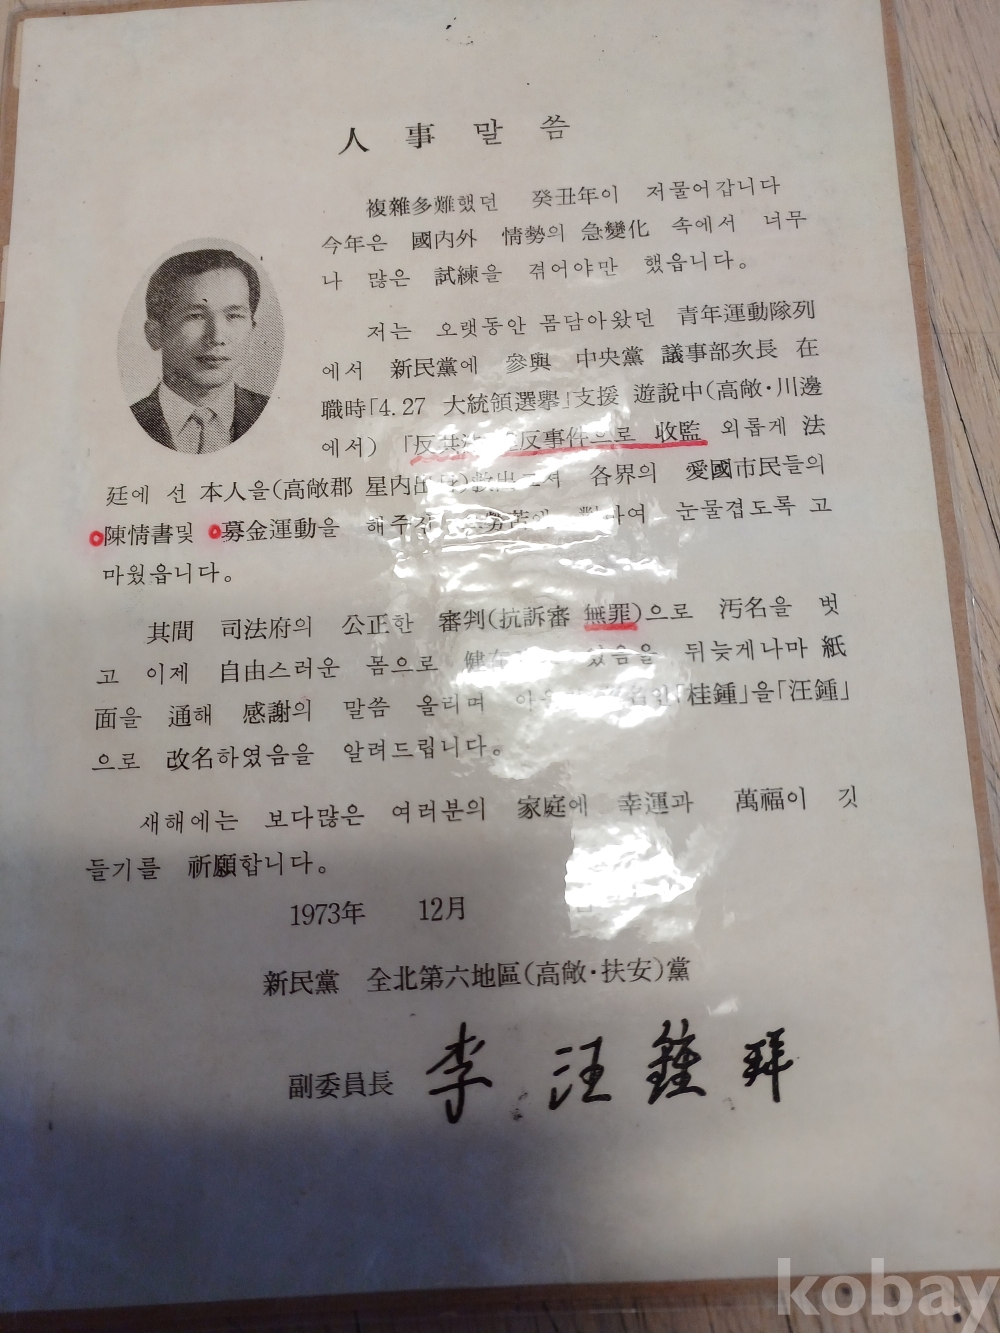 人事말씀
複雜多難했던 癸丑年이 저물어갑니다
今年은 國內外 情勢의 急變化 속에서 너무
나 많은 試練을 겪어야만 했읍니다。
저는 오랫동안 몸담아왔던 靑年運動隊列
에서 新民黨에 參與 中央黨 議事部次長 在
職時「4.27 大統領選擧」支援 遊說中(高敞·川邊
에서) 「反共 反事件으로 收監 외롭게 法
廷에 선 本人을(高敞郡 星內 各界의 愛國市民들의
陳情書및 募金運動을 해주 눈물겹도록 고
마웠읍니다。
其間 司法府의 公正한 審判(抗訴審 無罪)으로 汚名을 벗
고 이제 自由스러운 몸으로 뒤늦게나마 紙
面을 通해 感謝의 말씀 올리며 「桂鍾」을「汪鍾」
으로 改名하였음을 알려드립니다。
새해에는 보다많은 여러분의 家庭에 幸運과 萬福이 깃
들기를 祈願합니다。
1973年 12月
新民黨 全北第六地區(高敞·扶安)黨
副委員長 李汪鍾 拜
kobay